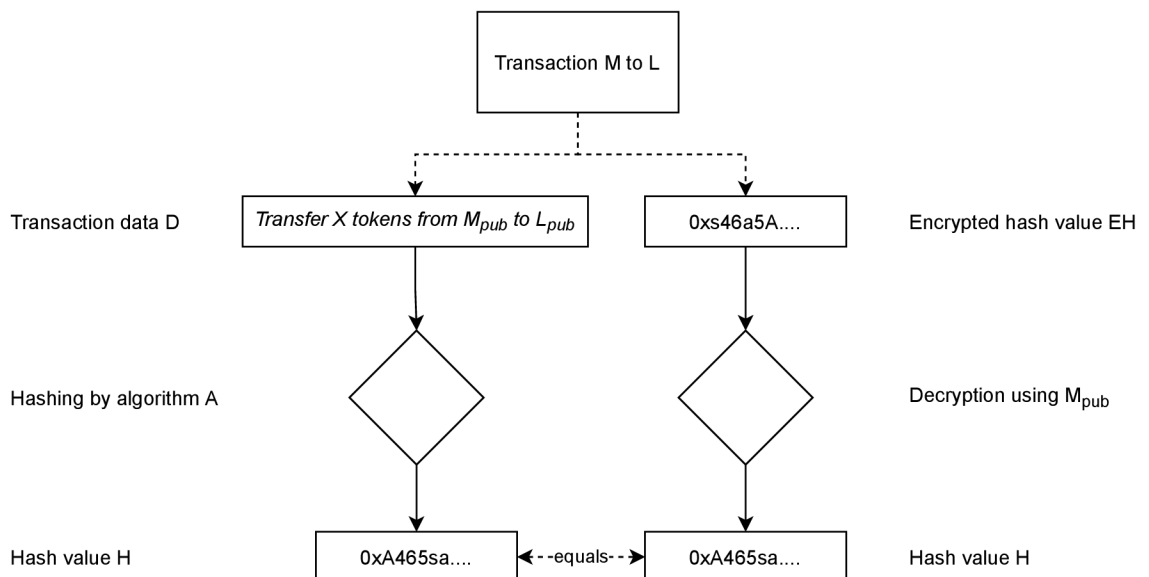 Transaction M to L
Transaction data D
Transfer X tokens from Mpub to Lpub
0xs46a5A....
Encrypted hash value EH
Hashing by algorithm A
Decryption using Mpub
Hash value H
0xA465sa....
equals
0xA465sa....
Hash value H